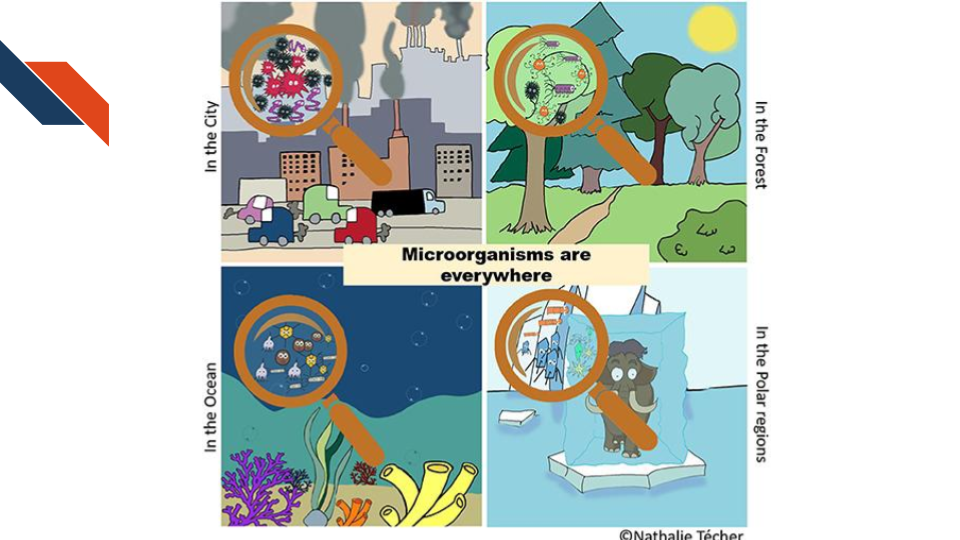 In the City
In the Forest
Microorganisms are
everywhere
In the Ocean
In the Polar regions
©Nathalie Técher